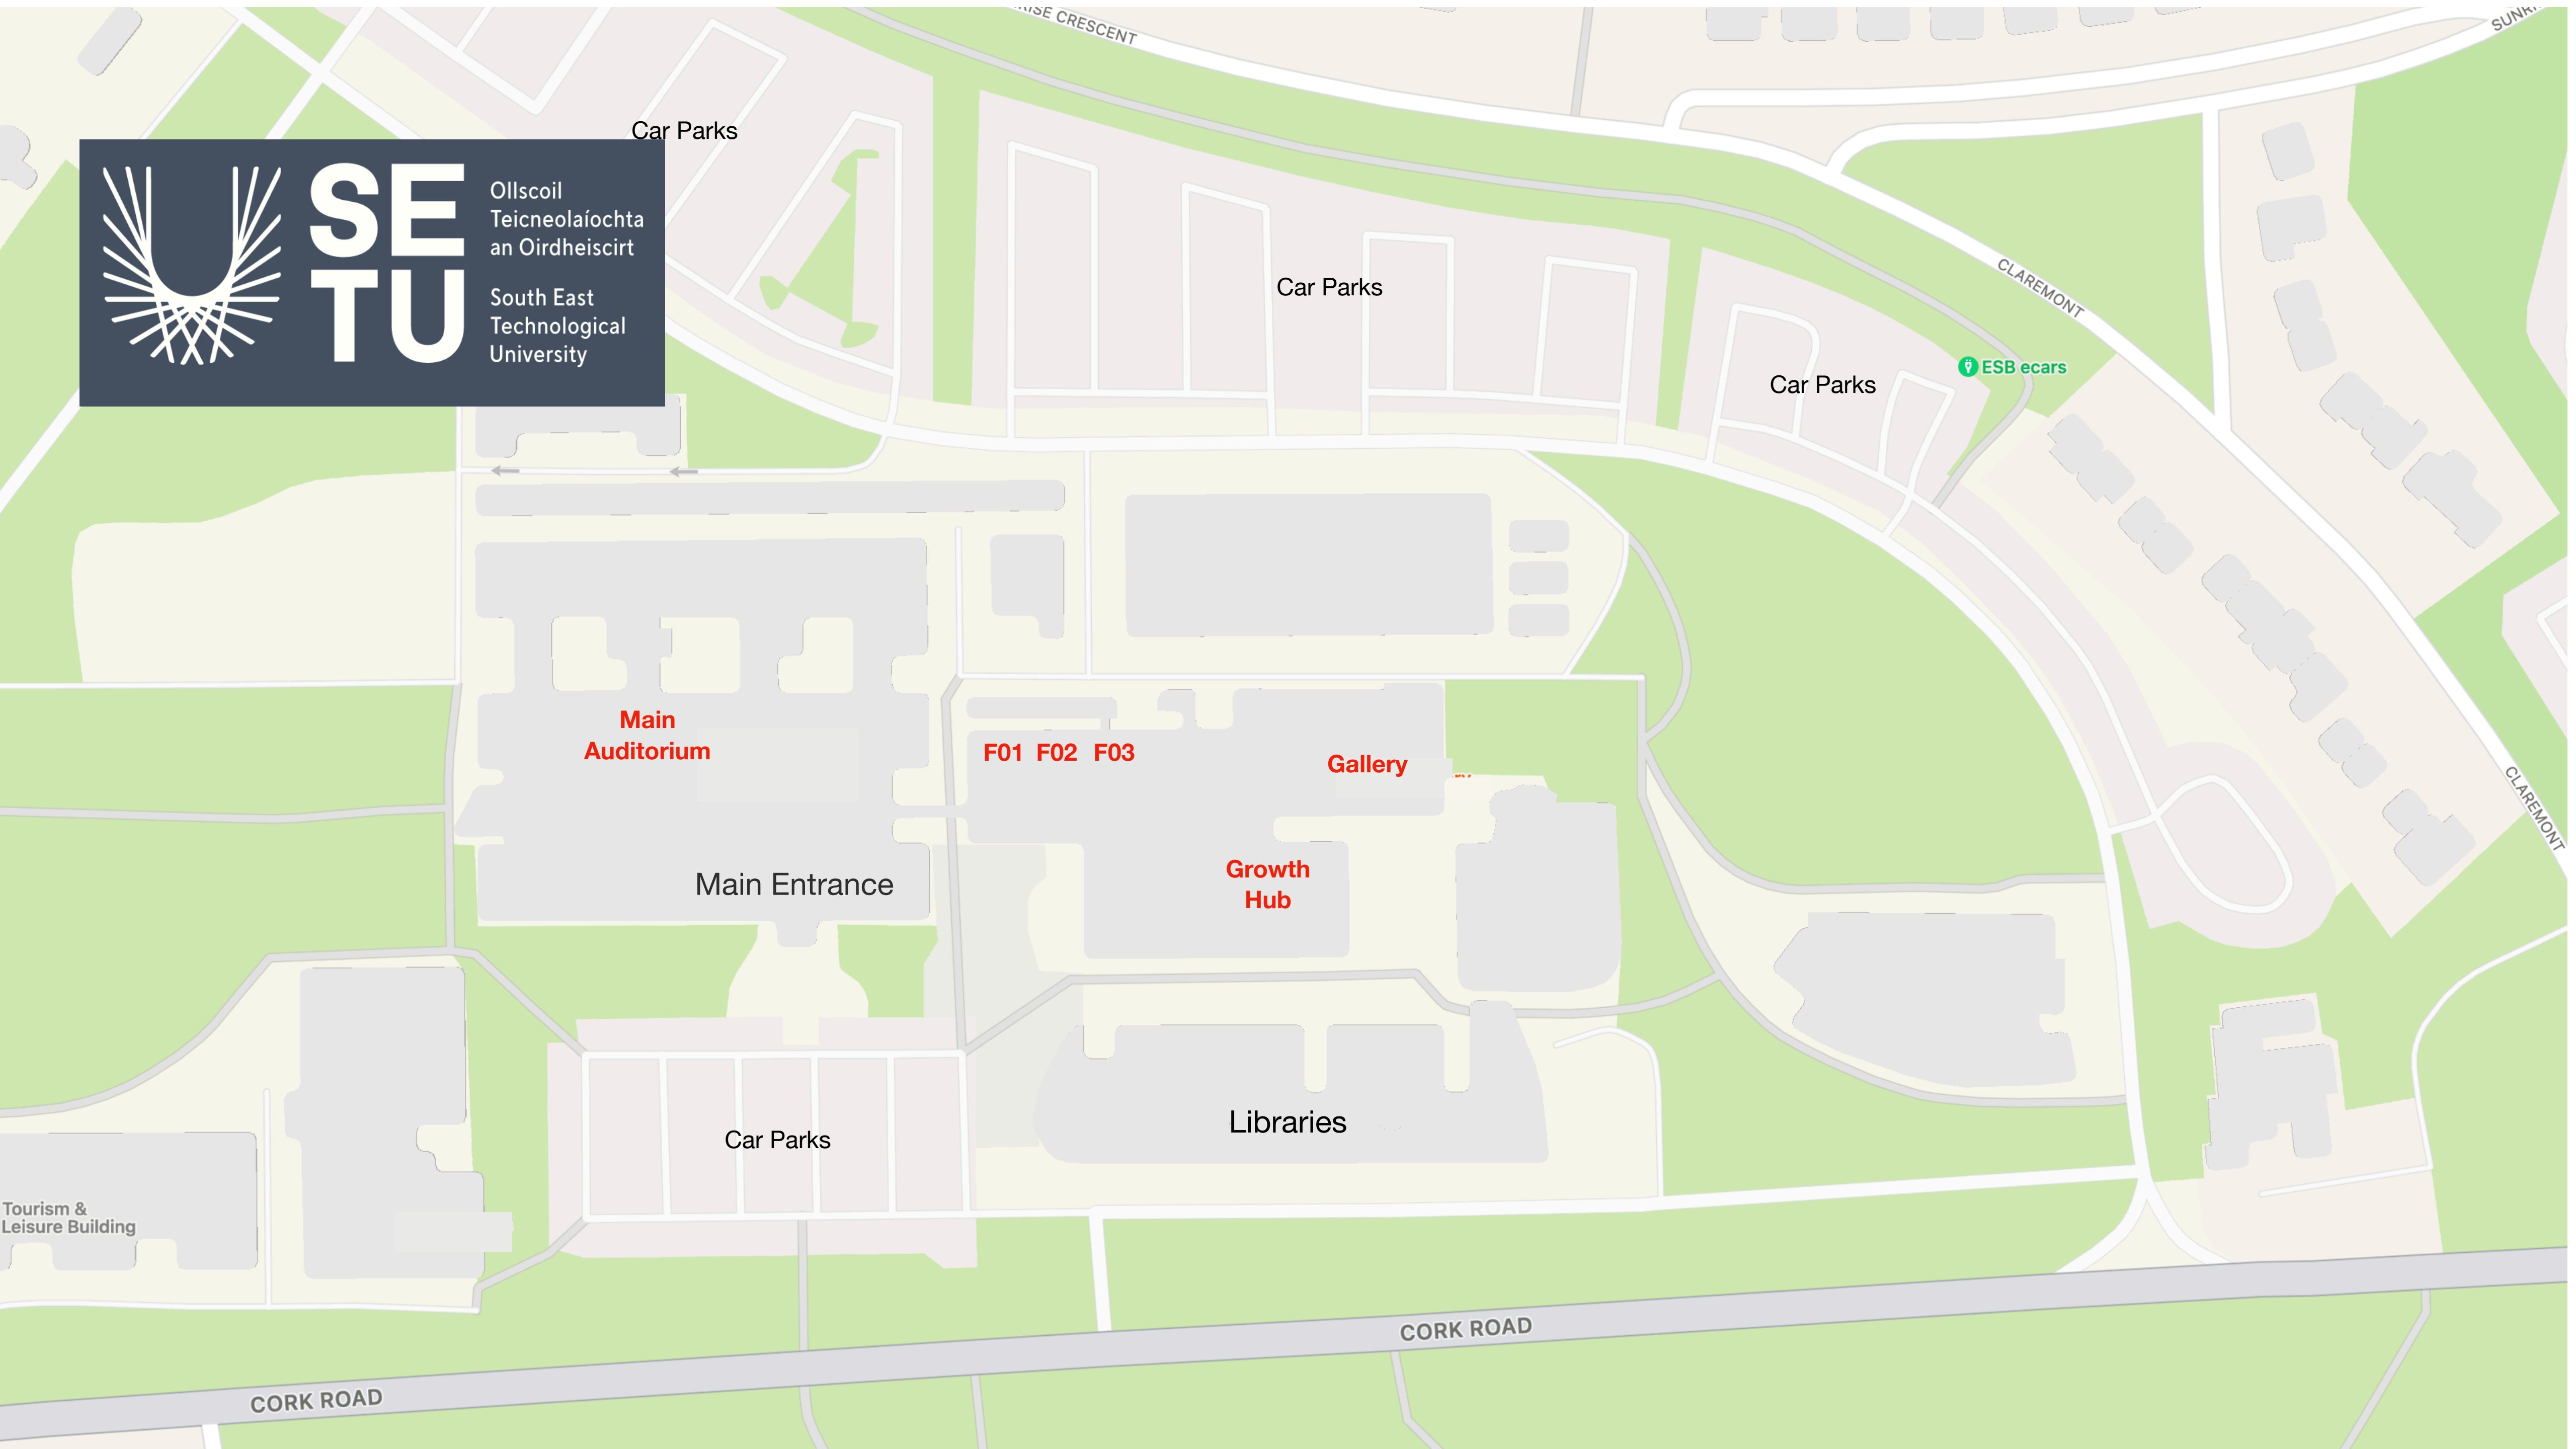 RISE CRESCENT
Car Parks
SE
TU
Ollscoil
Teicneolaíochta
an Oirdheiscirt
South East
Technological
University
Car Parks
CLAREMONT
ESB ecars
Car Parks
Main
Auditorium
F01 F02 F03
Gallery
Growth
Hub
Main Entrance
CLAREMONT
Libraries
Car Parks
Tourism &
Leisure Building
CORK ROAD
CORK ROAD